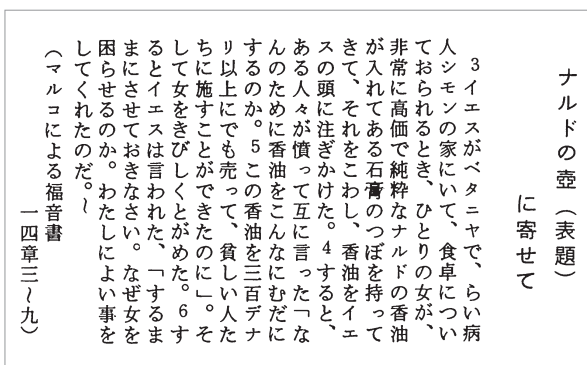 ナルドの壺（表題）
に寄せて
3イエスがベタニヤで、らい病
人シモンの家にいて、食卓につい
ておられるとき、ひとりの女が、
非常に高価で純粋なナルドの香油
が入れてある石膏のつぼを持って
きて、それをこわし、香油をイエ
スの頭に注ぎかけた。4すると、
ある人々が憤って互に言った「な
んのために香油をこんなにむだに
するのか。5この香油を三百デナ
リ以上にでも売って、貧しい人た
ちに施すことができたのに」。そ
して女をきびしくとがめた。6す
るとイエスは言われた、「するま
まにさせておきなさい。なぜ女を
困らせるのか。わたしによい事を
してくれたのだ。～
（マルコによる福音書
一四章三～九）